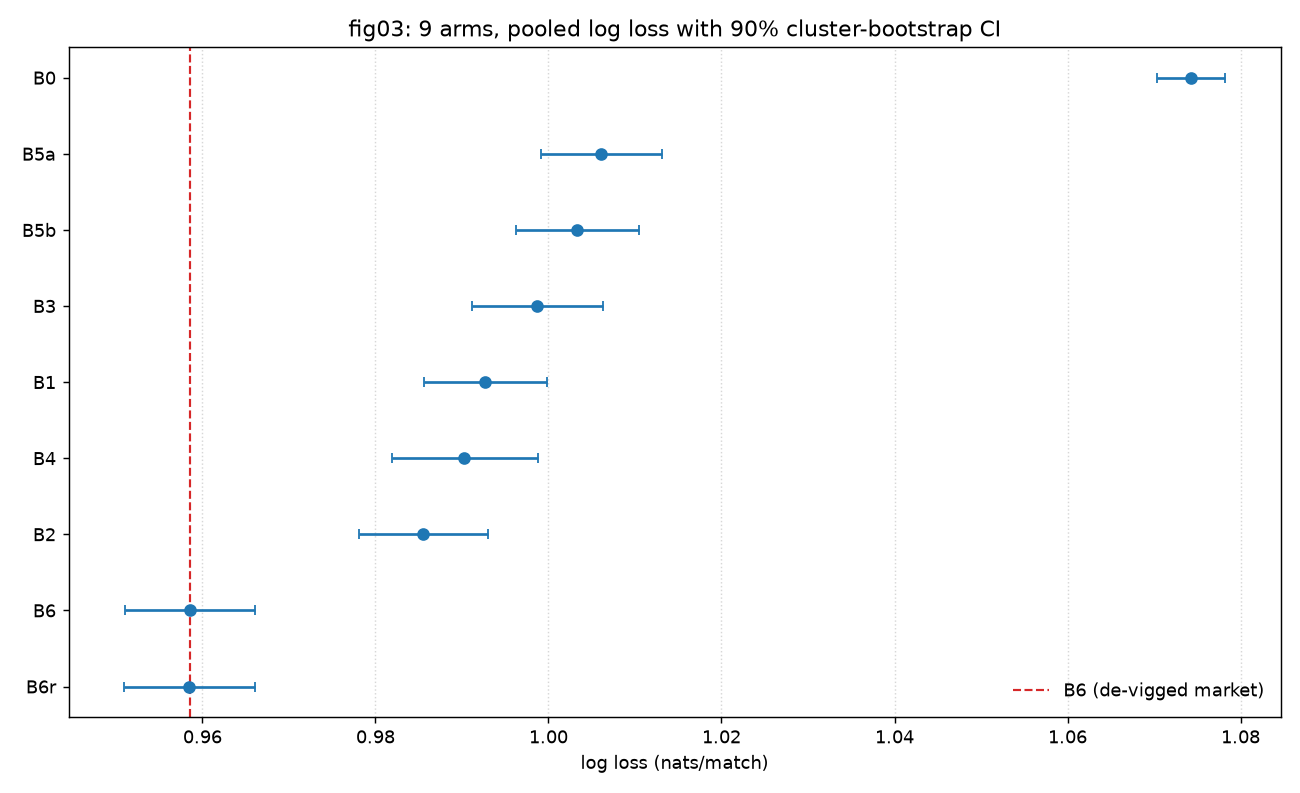 fig03: 9 arms, pooled log loss with 90% cluster-bootstrap CI
B0
B5a
B5b
B3
B1
B4
B2
B6
B6r
B6 (de-vigged market)
0.96 0.98 1.00 1.02 1.04 1.06 1.08
log loss (nats/match)